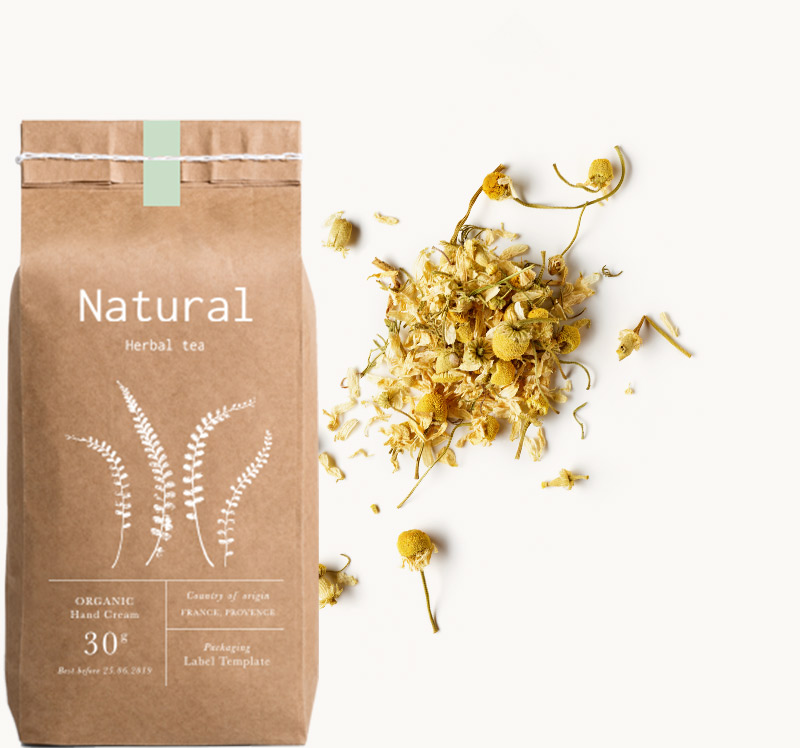 Natural
Herbal tea
ORGANIC
Hand Cream
30g
Best before 25.06.2019
Country of origin
FRANCE, PROVENCE
Packaging
Label Template